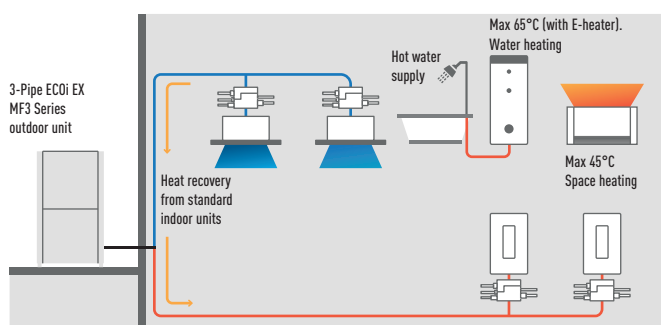 3-Pipe ECOi EX
MF3 Series
outdoor unit
Heat recovery
from standard
indoor units
Hot water
supply
Max 65°C (with E-heater).
Water heating
Max 45°C
Space heating